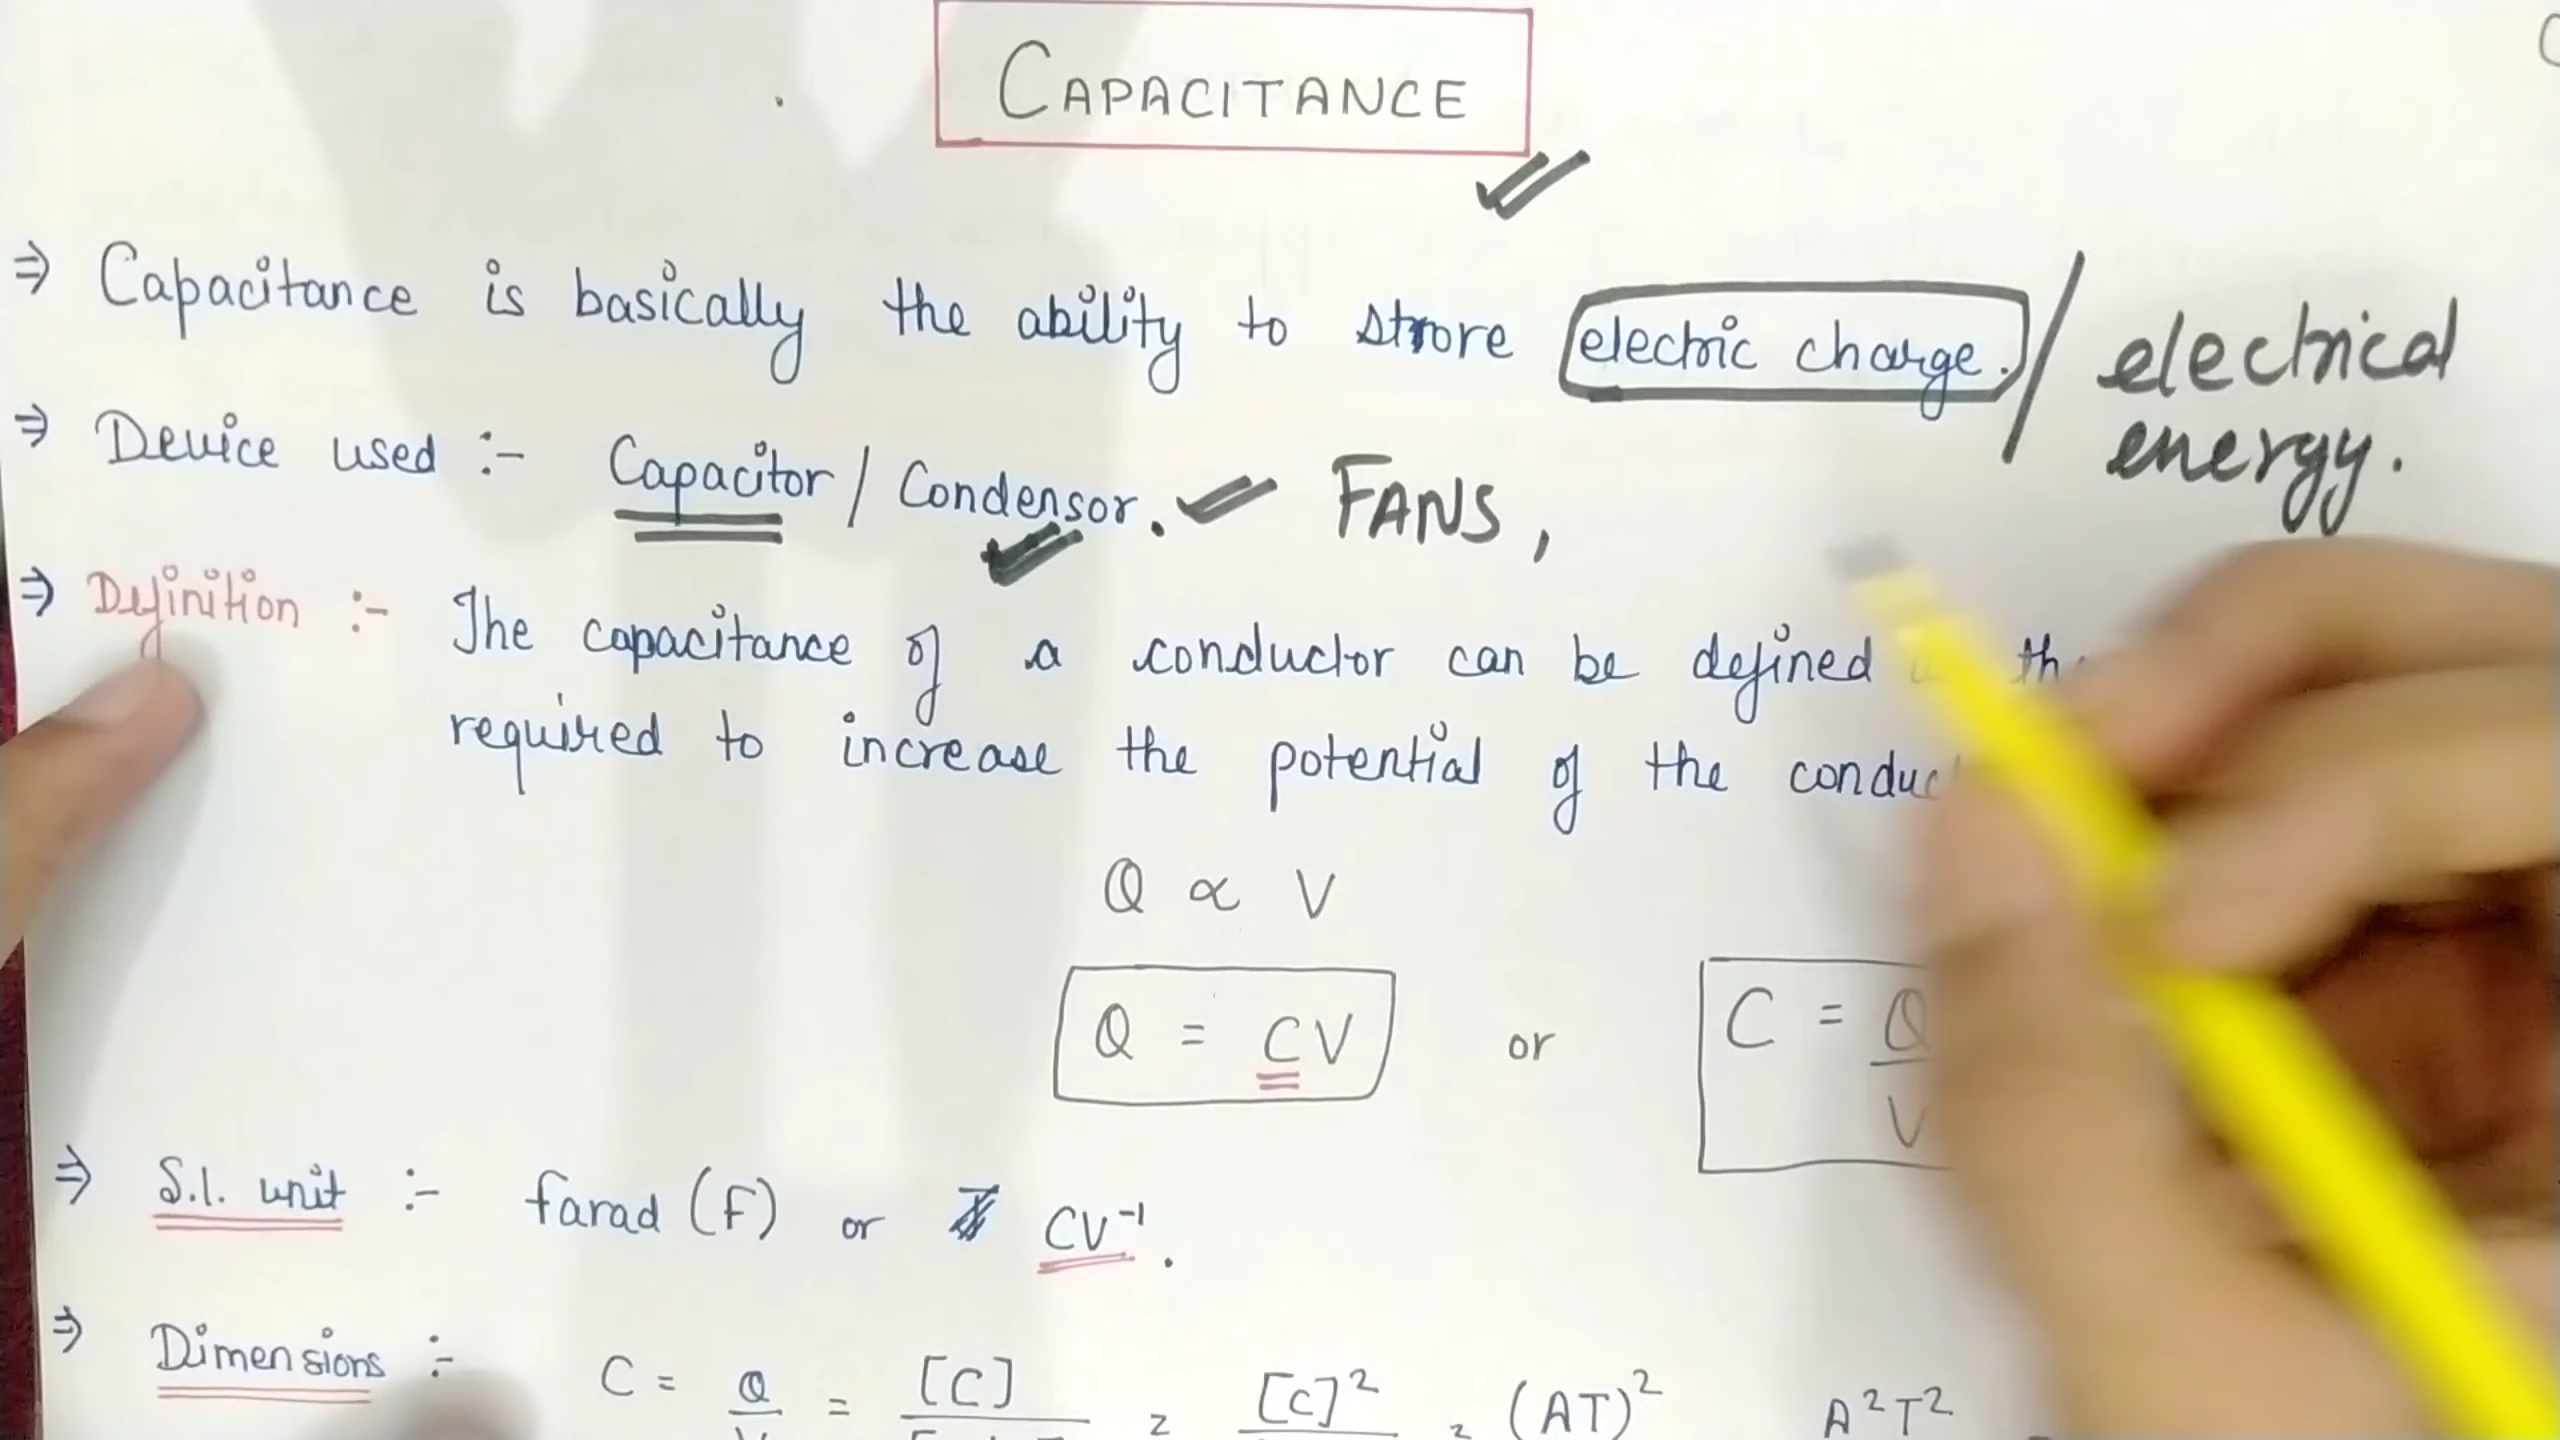 CAPACITANCE
⇒ Capacitance is basically the ability to store electric charge. / electrical energy.
⇒ Device used :- Capacitor / Condensor. FANS,
⇒ Definition :- The capacitance of a conductor can be defined
required to increase the potential of the
Q ∝ V
Q = CV or C = Q/V
⇒ S.I. unit :- farad (F) or CV⁻¹.
⇒ Dimensions :- C = Q/V = [C] = [C]² = (AT)² A²T²